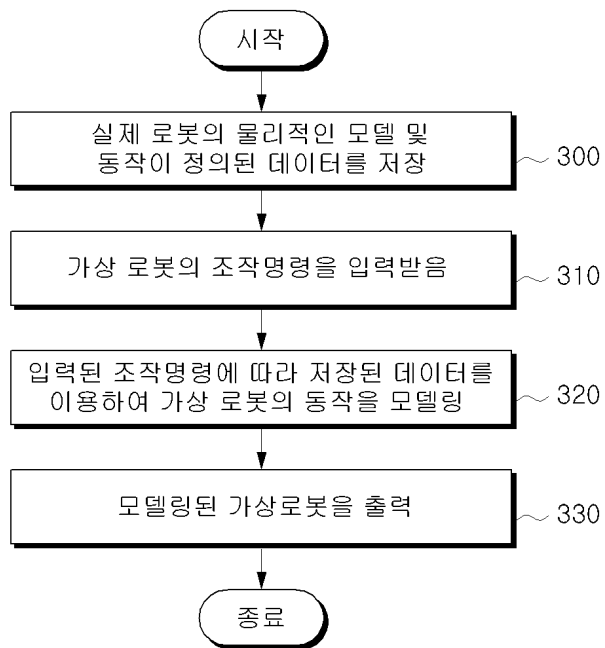 시작
실제 로봇의 물리적인 모델 및
동작이 정의된 데이터를 저장
300
가상 로봇의 조작명령을 입력받음
310
입력된 조작명령에 따라 저장된 데이터를
이용하여 가상 로봇의 동작을 모델링
320
모델링된 가상로봇을 출력
330
종료